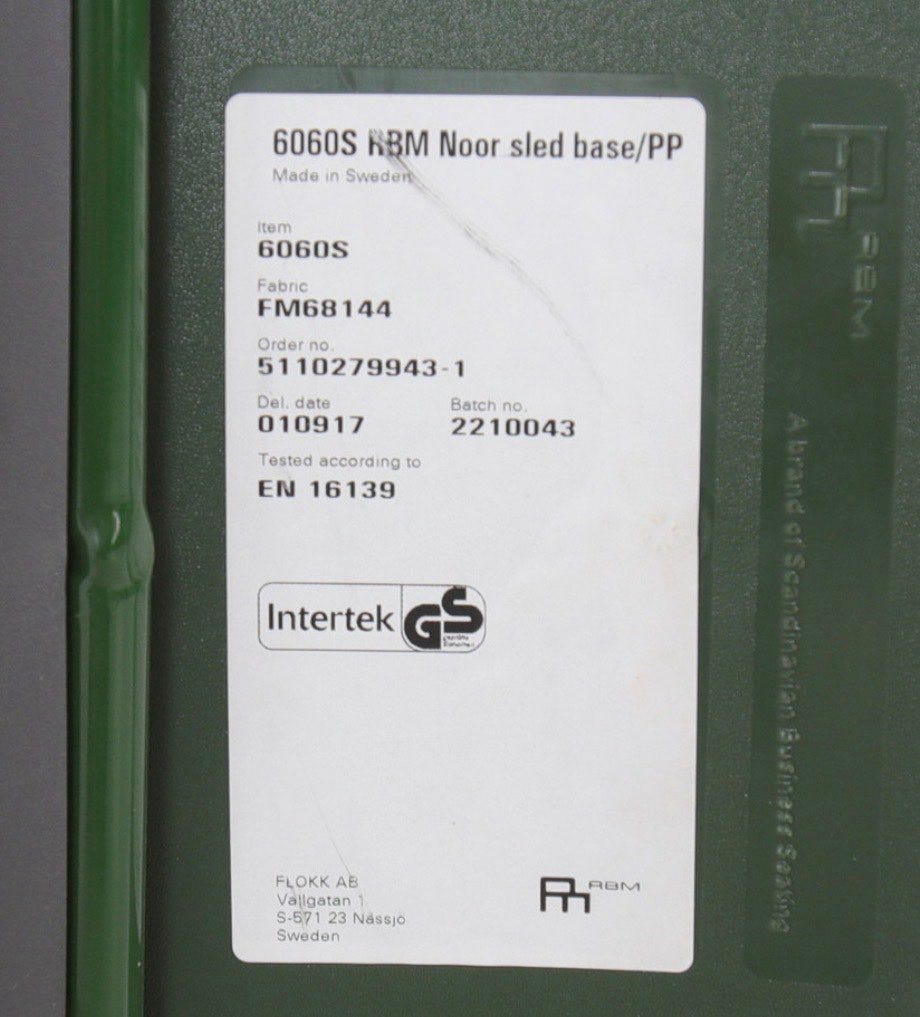 6060S RBM Noor sled base/PP
Made in Sweden
Item
6060S
Fabric
FM68144
Order no.
5110279943-1
Del. date
010917
Batch no.
2210043
Tested according to
EN 16139
Intertek GS
FLOKK AB
Vallgatan 1
S-571 23 Nässjö
Sweden
RBM
RBM
A brand of Scandinavian Business Seating